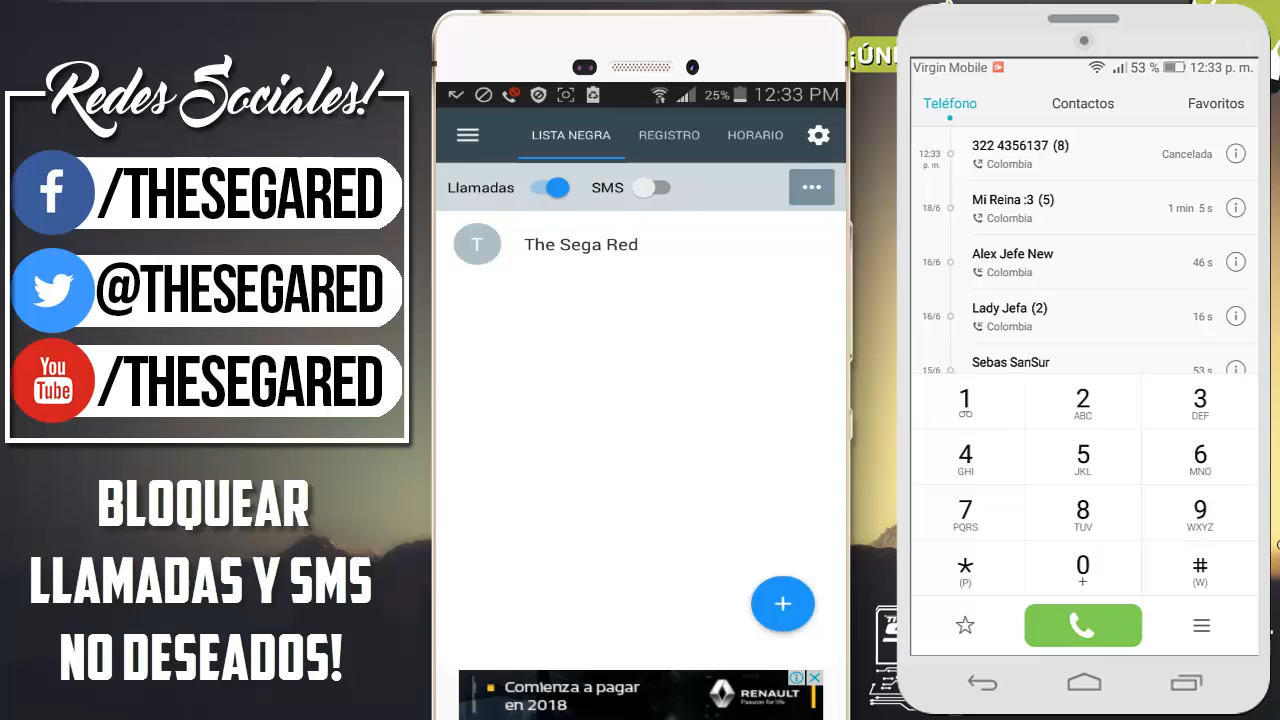 Redes Sociales!
f /THESEGARED
@THESEGARED
You Tube /THESEGARED
BLOQUEAR
LLAMADAS Y SMS
NO DESEADOS!
25% 12:33 PM
LISTA NEGRA REGISTRO HORARIO
Llamadas SMS
T The Sega Red
+
Comienza a pagar
en 2018
RENAULT
Passion for life
¡ÚNI
Virgin Mobile 53 % 12:33 p. m.
Teléfono Contactos Favoritos
12:33 p. m. 322 4356137 (8) Cancelada
Colombia
18/6 Mi Reina :3 (5) 1 min 5 s
Colombia
16/6 Alex Jefe New 46 s
Colombia
16/6 Lady Jefa (2) 16 s
Colombia
15/6 Sebas SanSur 53 s
1 2 3
ABC DEF
4 5 6
GHI JKL MNO
7 8 9
PQRS TUV WXYZ
* 0 #
(P) + (W)